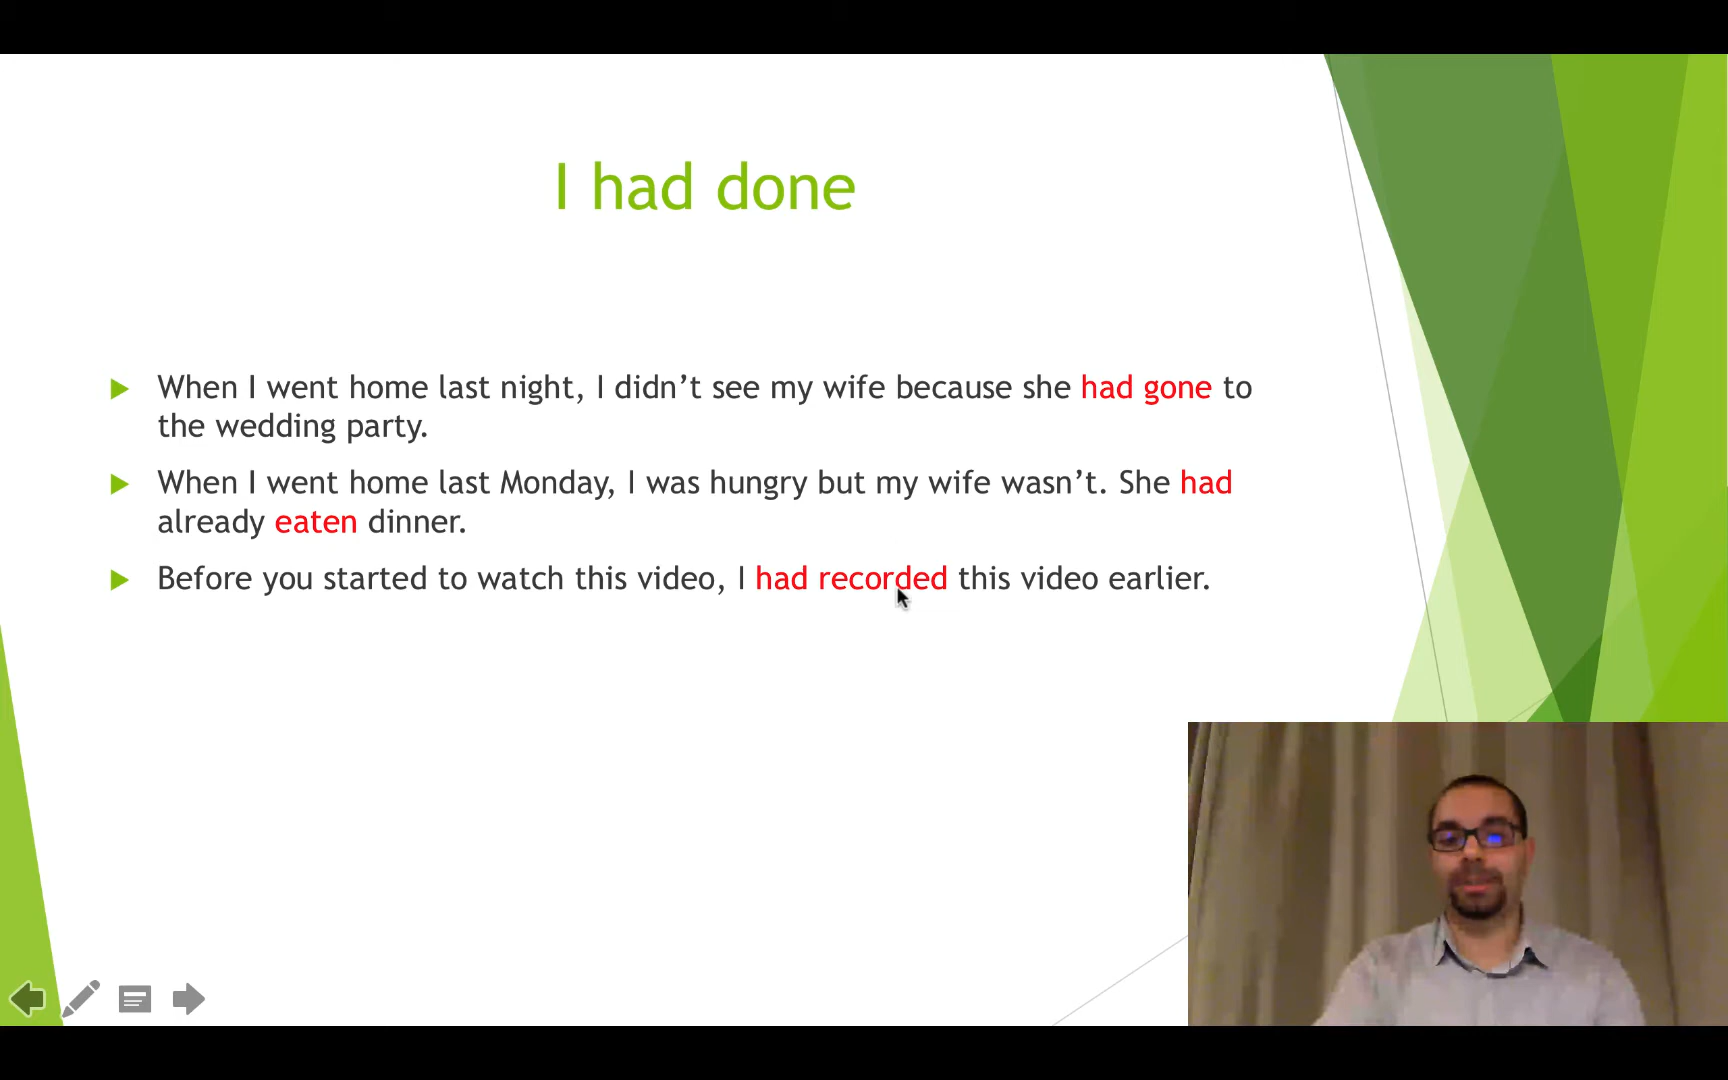 I had done
When I went home last night, I didn’t see my wife because she had gone to
the wedding party.
When I went home last Monday, I was hungry but my wife wasn’t. She had
already eaten dinner.
Before you started to watch this video, I had recorded this video earlier.